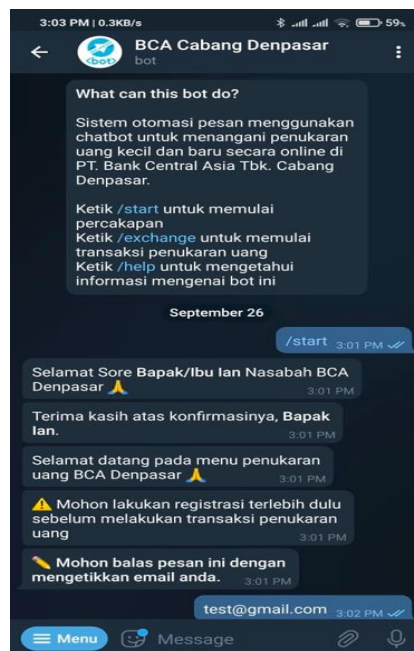 3:03 PM | 0.3KB/s 59%
BCA Cabang Denpasar
<bot> bot
What can this bot do?
Sistem otomasi pesan menggunakan
chatbot untuk menangani penukaran
uang kecil dan baru secara online di
PT. Bank Central Asia Tbk. Cabang
Denpasar.
Ketik /start untuk memulai
percakapan
Ketik /exchange untuk memulai
transaksi penukaran uang
Ketik /help untuk mengetahui
informasi mengenai bot ini
September 26
/start 3:01 PM
Selamat Sore Bapak/Ibu Ian Nasabah BCA
Denpasar 🙏 3:01 PM
Terima kasih atas konfirmasinya, Bapak
Ian. 3:01 PM
Selamat datang pada menu penukaran
uang BCA Denpasar 🙏 3:01 PM
⚠️ Mohon lakukan registrasi terlebih dulu
sebelum melakukan transaksi penukaran
uang 3:01 PM
✏️ Mohon balas pesan ini dengan
mengetikkan email anda. 3:01 PM
test@gmail.com 3:02 PM
Menu Message